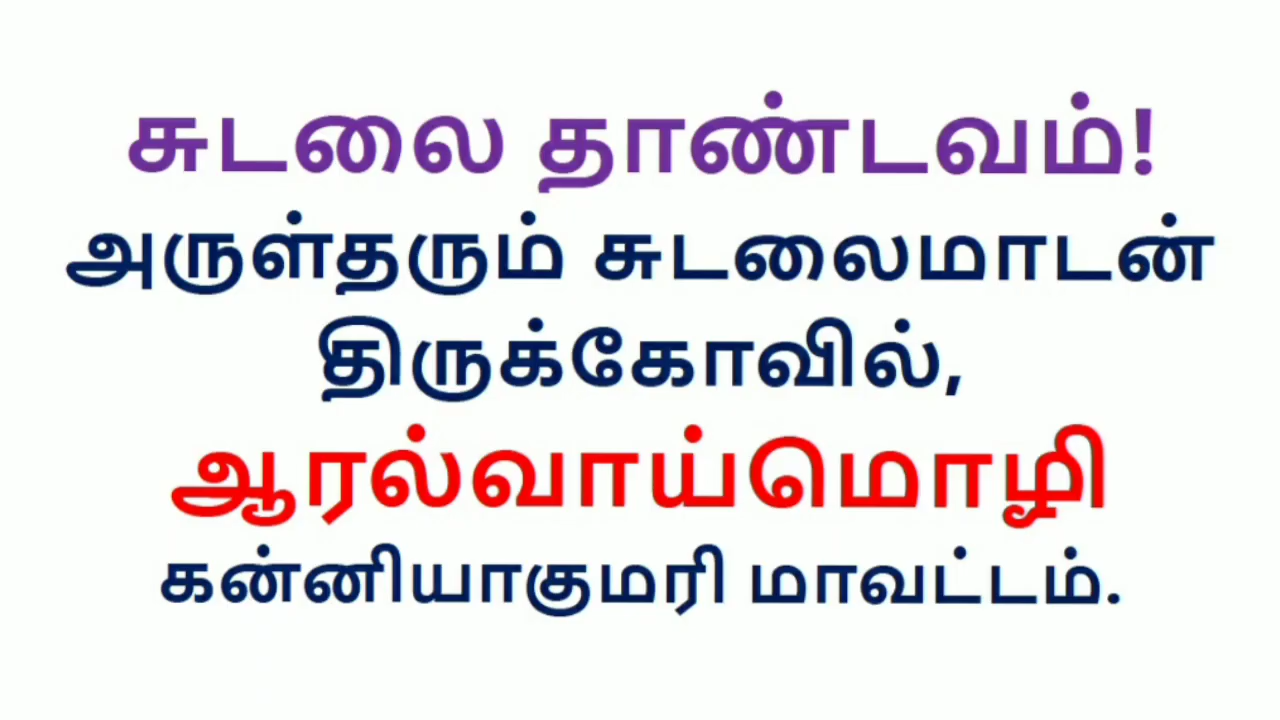 சுடலை தாண்டவம்!
அருள்தரும் சுடலைமாடன்
திருக்கோவில்,
ஆரல்வாய்மொழி
கன்னியாகுமரி மாவட்டம்.